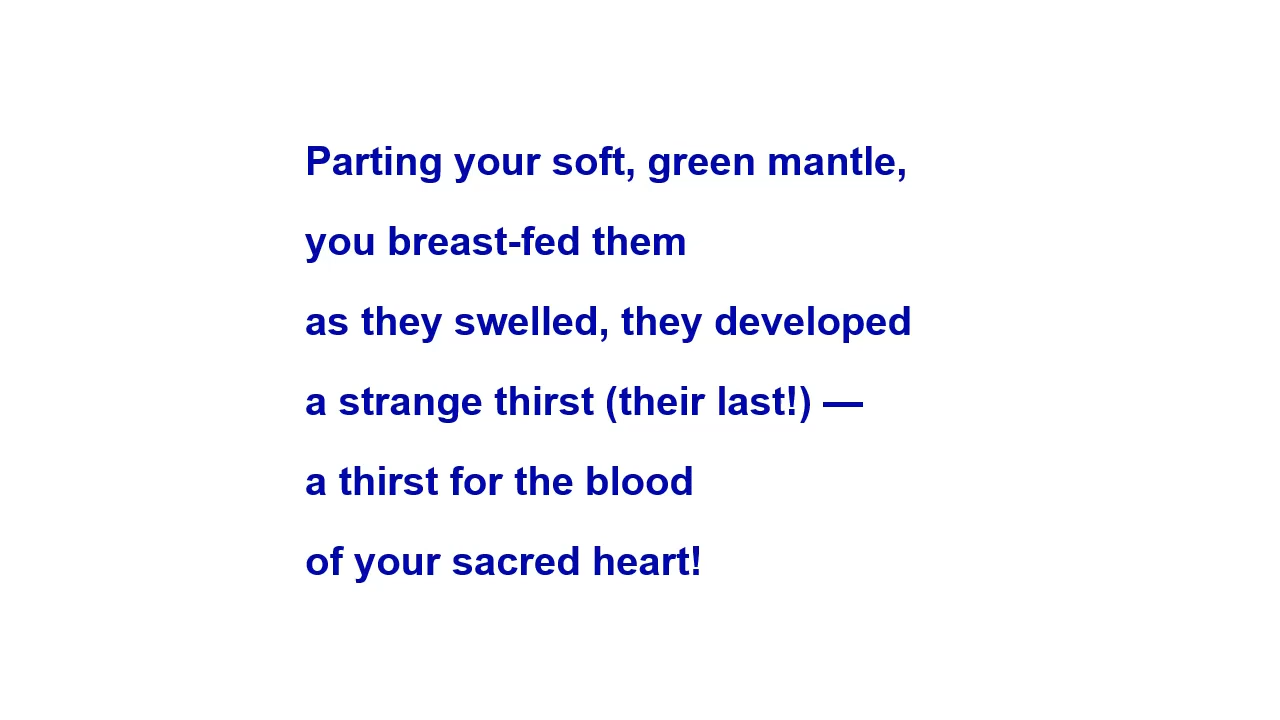 Parting your soft, green mantle,
you breast-fed them
as they swelled, they developed
a strange thirst (their last!) —
a thirst for the blood
of your sacred heart!